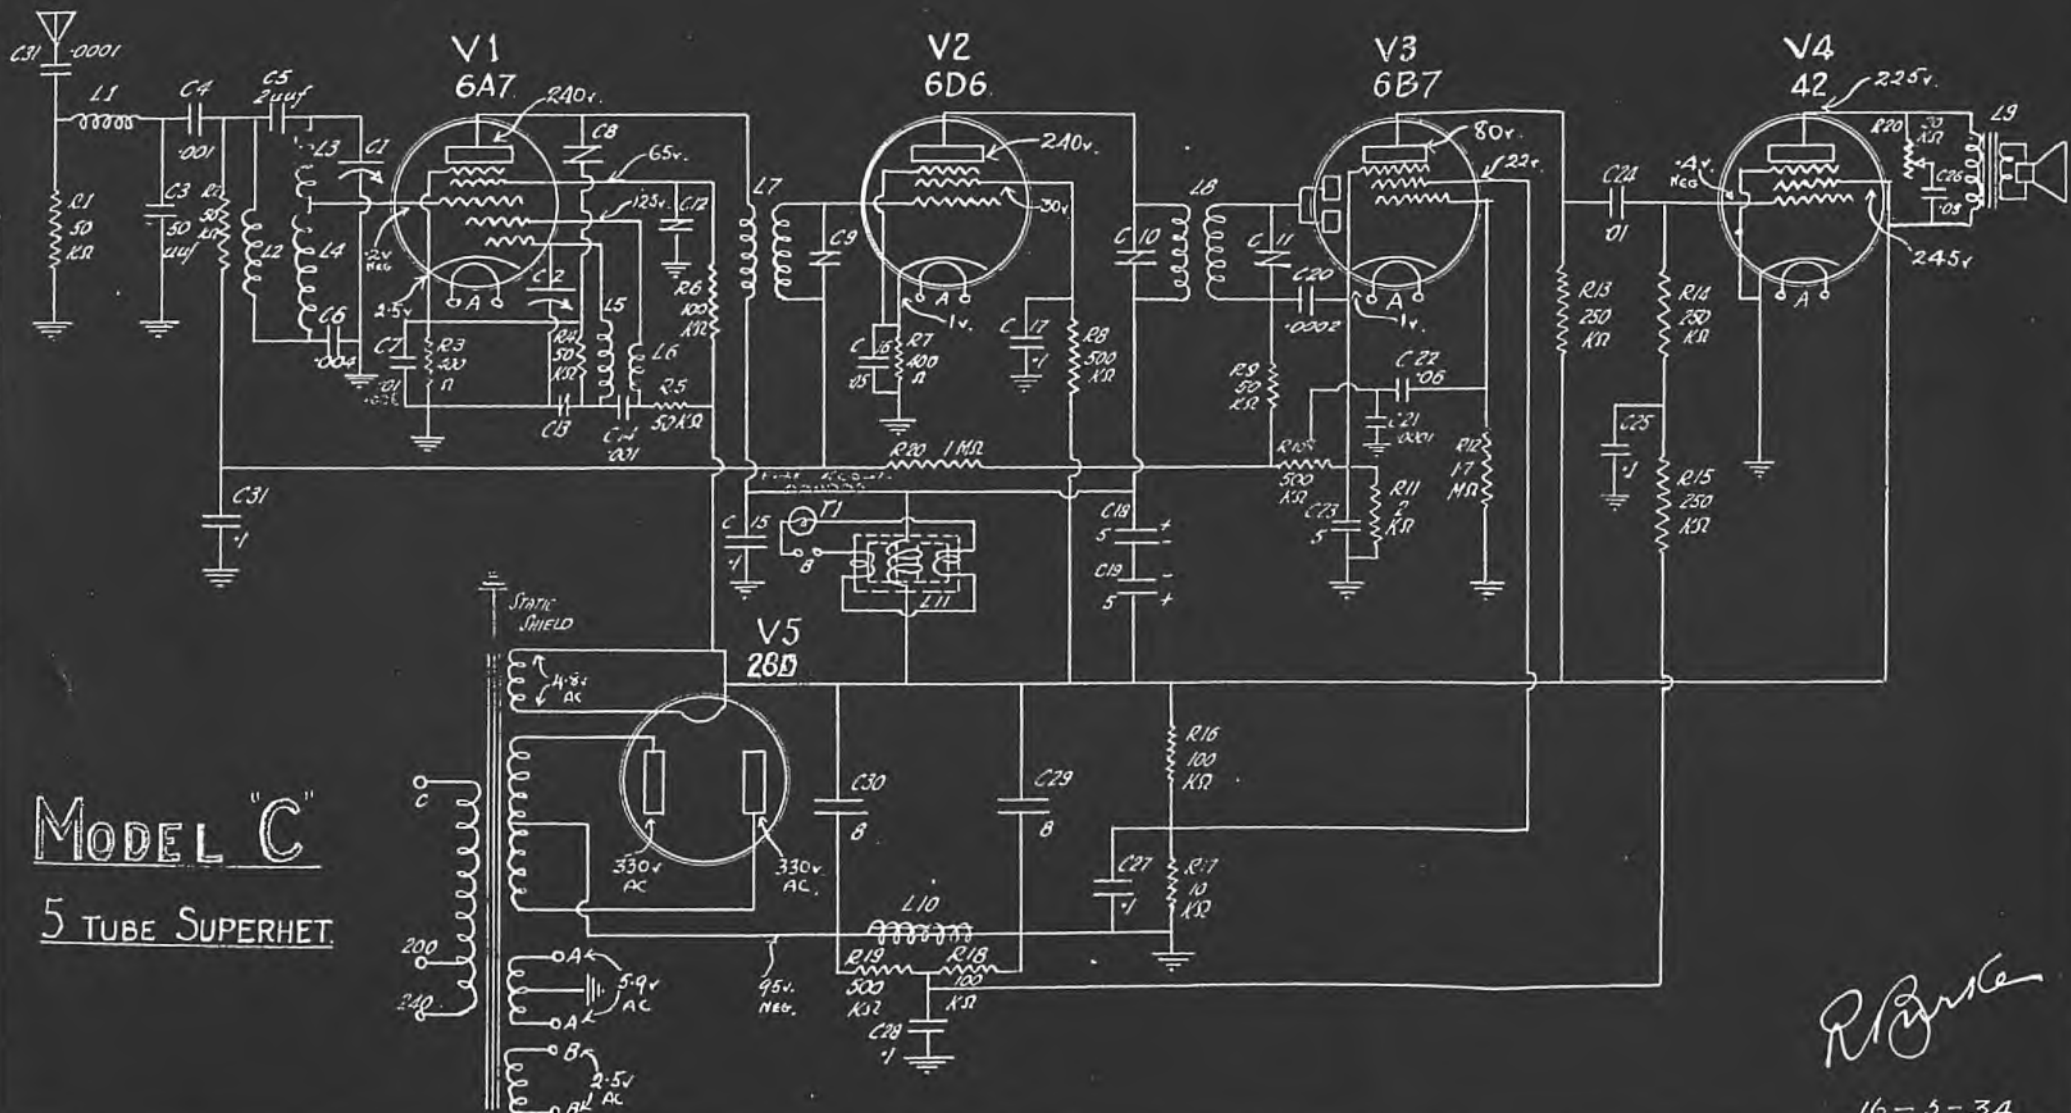 C31
.0001
L1
C4
.001
C5
2uuf
R1
50
KΩ
C3
50
uuf
50
KΩ
L2
L3
C1
L4
C6
.004
V1
6A7
240v.
C8
65v.
125v.
C12
.2v
NEG
2.5v
A
C2
L5
L6
C7
.01
R3
Ω
R4
50
KΩ
C13
C14
.001
R5
50KΩ
R6
100
KΩ
C31
.1
L7
C9
V2
6D6
240v.
30v.
A
1v.
C16
.05
R7
400
Ω
C17
.1
R8
500
KΩ
R20 1 MΩ
C15
.1
T1
B
L11
C10
L8
C11
C18
5
+
-
C19
5
-
+
V3
6B7
80v.
22v.
A
1v.
C20
.0002
R9
50
KΩ
C22
.06
C21
.0001
R10
500
KΩ
C23
5
R11
2
KΩ
R12
1.7
MΩ
C24
.01
R13
250
KΩ
R14
250
KΩ
C25
.1
R15
250
KΩ
V4
42
225v.
NEG
245v
A
R20
KΩ
C26
L9
STATIC
SHIELD
4.8v
AC
V5
280
330v
AC
330v
AC.
C30
8
C29
8
R16
100
KΩ
R17
10
KΩ
C27
.1
L10
R19
500
KΩ
R18
100
KΩ
C28
.1
95v.
NEG.
C
200
240
A
5.9v
AC
A
B
2.5v
AC
B
MODEL "C"
5 TUBE SUPERHET.
16-5-34